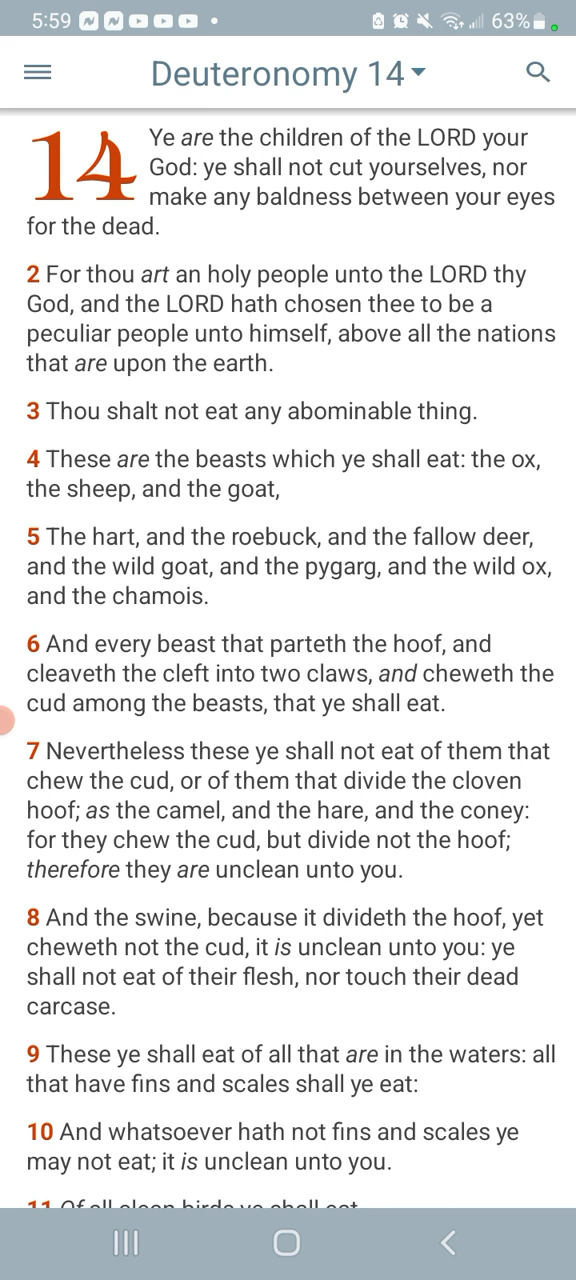 5:59
63%
Deuteronomy 14
14 Ye are the children of the LORD your
God: ye shall not cut yourselves, nor
make any baldness between your eyes
for the dead.
2 For thou art an holy people unto the LORD thy
God, and the LORD hath chosen thee to be a
peculiar people unto himself, above all the nations
that are upon the earth.
3 Thou shalt not eat any abominable thing.
4 These are the beasts which ye shall eat: the ox,
the sheep, and the goat,
5 The hart, and the roebuck, and the fallow deer,
and the wild goat, and the pygarg, and the wild ox,
and the chamois.
6 And every beast that parteth the hoof, and
cleaveth the cleft into two claws, and cheweth the
cud among the beasts, that ye shall eat.
7 Nevertheless these ye shall not eat of them that
chew the cud, or of them that divide the cloven
hoof; as the camel, and the hare, and the coney:
for they chew the cud, but divide not the hoof;
therefore they are unclean unto you.
8 And the swine, because it divideth the hoof, yet
cheweth not the cud, it is unclean unto you: ye
shall not eat of their flesh, nor touch their dead
carcase.
9 These ye shall eat of all that are in the waters: all
that have fins and scales shall ye eat:
10 And whatsoever hath not fins and scales ye
may not eat; it is unclean unto you.
11 Of all clean birds ye shall eat